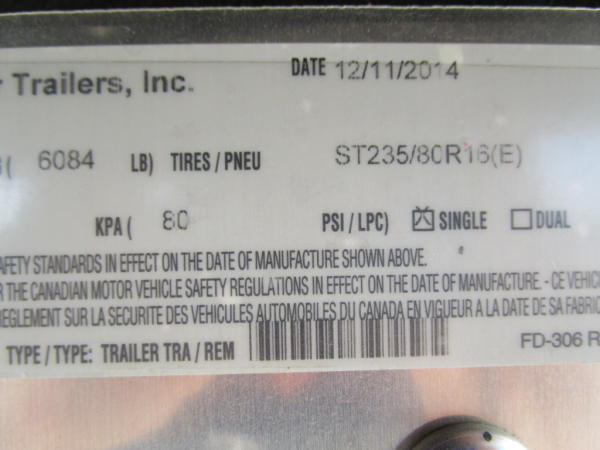 Trailers, Inc. DATE 12/11/2014
( 6084 LB) TIRES / PNEU ST235/80R16(E)
KPA ( 80 PSI / LPC) ☒ SINGLE ☐ DUAL
AFETY STANDARDS IN EFFECT ON THE DATE OF MANUFACTURE SHOWN ABOVE.
R THE CANADIAN MOTOR VEHICLE SAFETY REGULATIONS IN EFFECT ON THE DATE OF MANUFACTURE. - CE VEHIC
REGLEMENT SUR LA SECURITE DES VEHICULES AUTOMOBILES DU CANADA EN VIGUEUR A LA DATE DE SA FABRIC
TYPE / TYPE: TRAILER TRA / REM FD-306 R